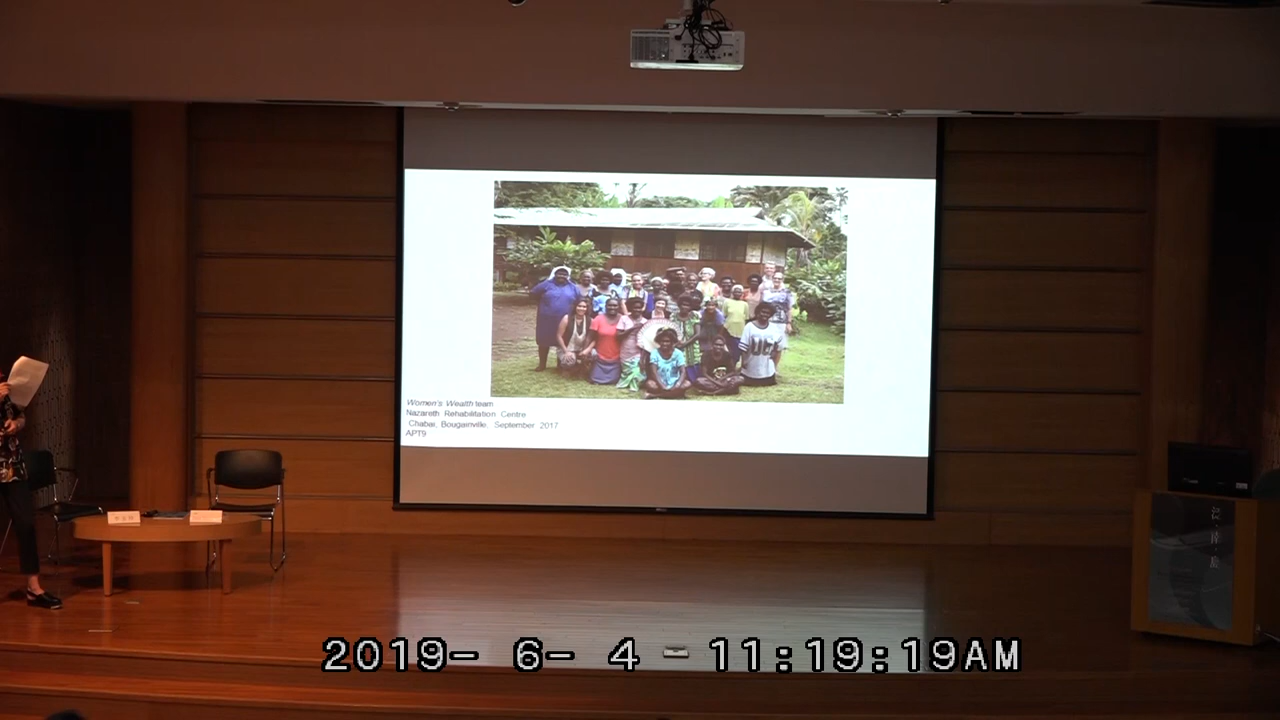 Women's Wealth team
Nazareth Rehabilitation Centre
Chabai, Bougainville, September 2017
APT9
2019- 6- 4 - 11:19:19AM